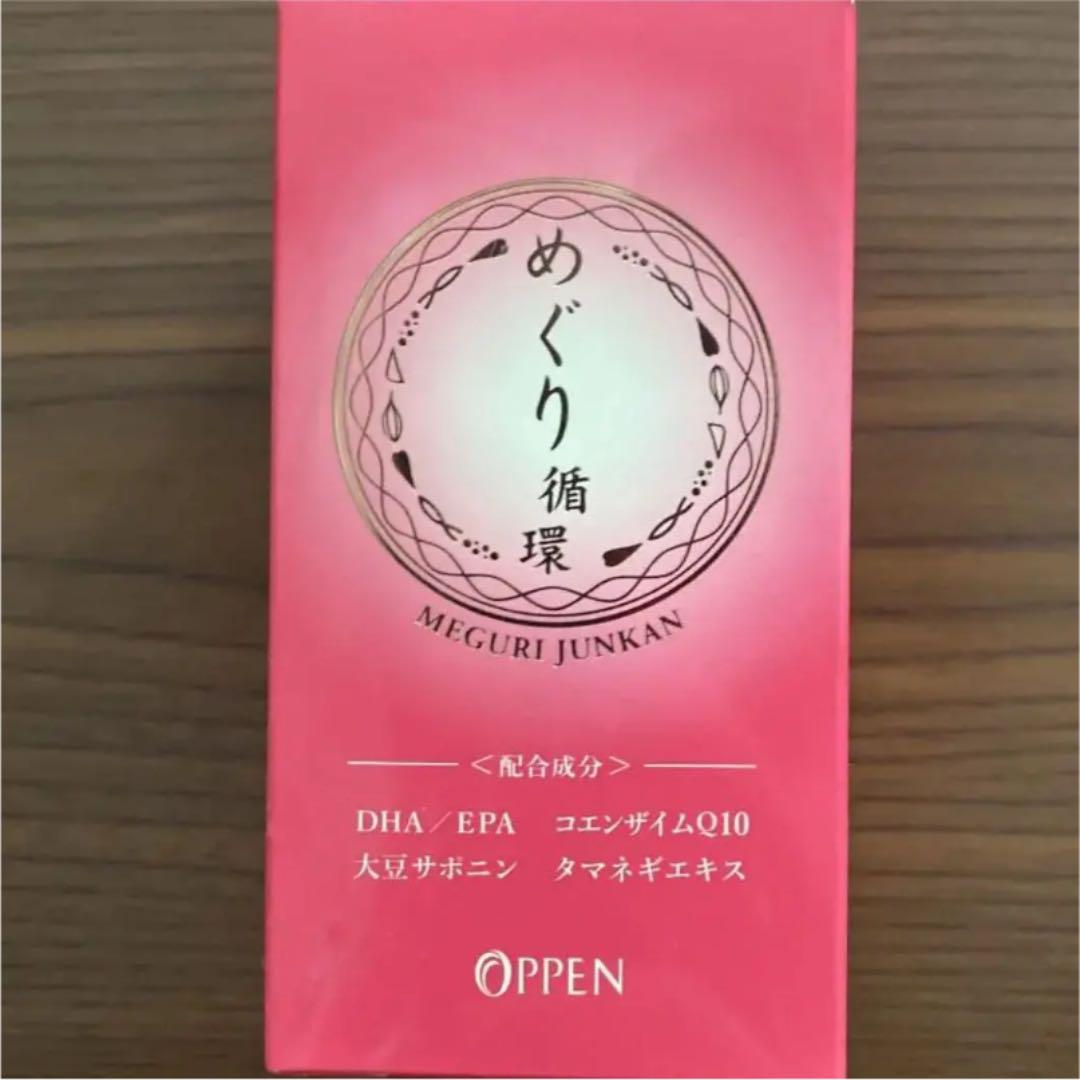 めぐり循環
MEGURI JUNKAN
＜配合成分＞
DHA／EPA コエンザイムQ10
大豆サポニン タマネギエキス
OPPEN